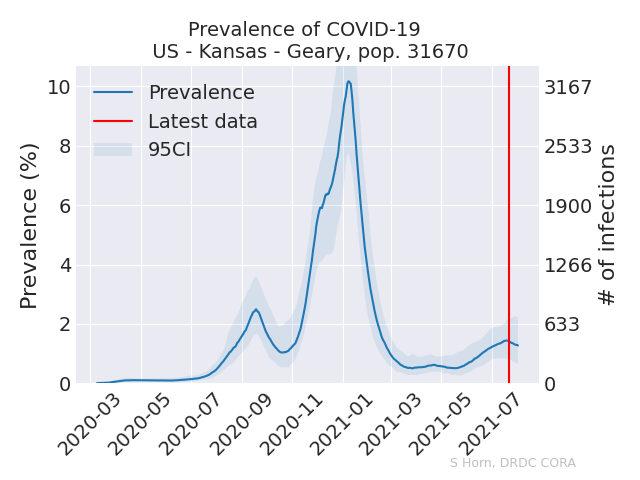 Prevalence of COVID-19
US - Kansas - Geary, pop. 31670
Prevalence
Latest data
95CI
Prevalence (%)
10
8
6
4
2
0
3167
2533
1900
1266
633
0
# of infections
2020-03
2020-05
2020-07
2020-09
2020-11
2021-01
2021-03
2021-05
2021-07
S Horn, DRDC CORA